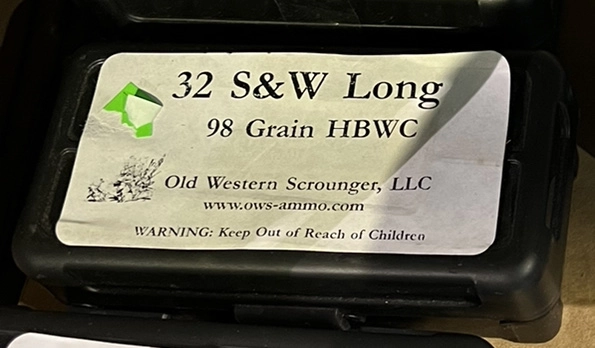 32 S&W Long
98 Grain HBWC
Old Western Scrounger, LLC
www.ows-ammo.com
WARNING: Keep Out of Reach of Children